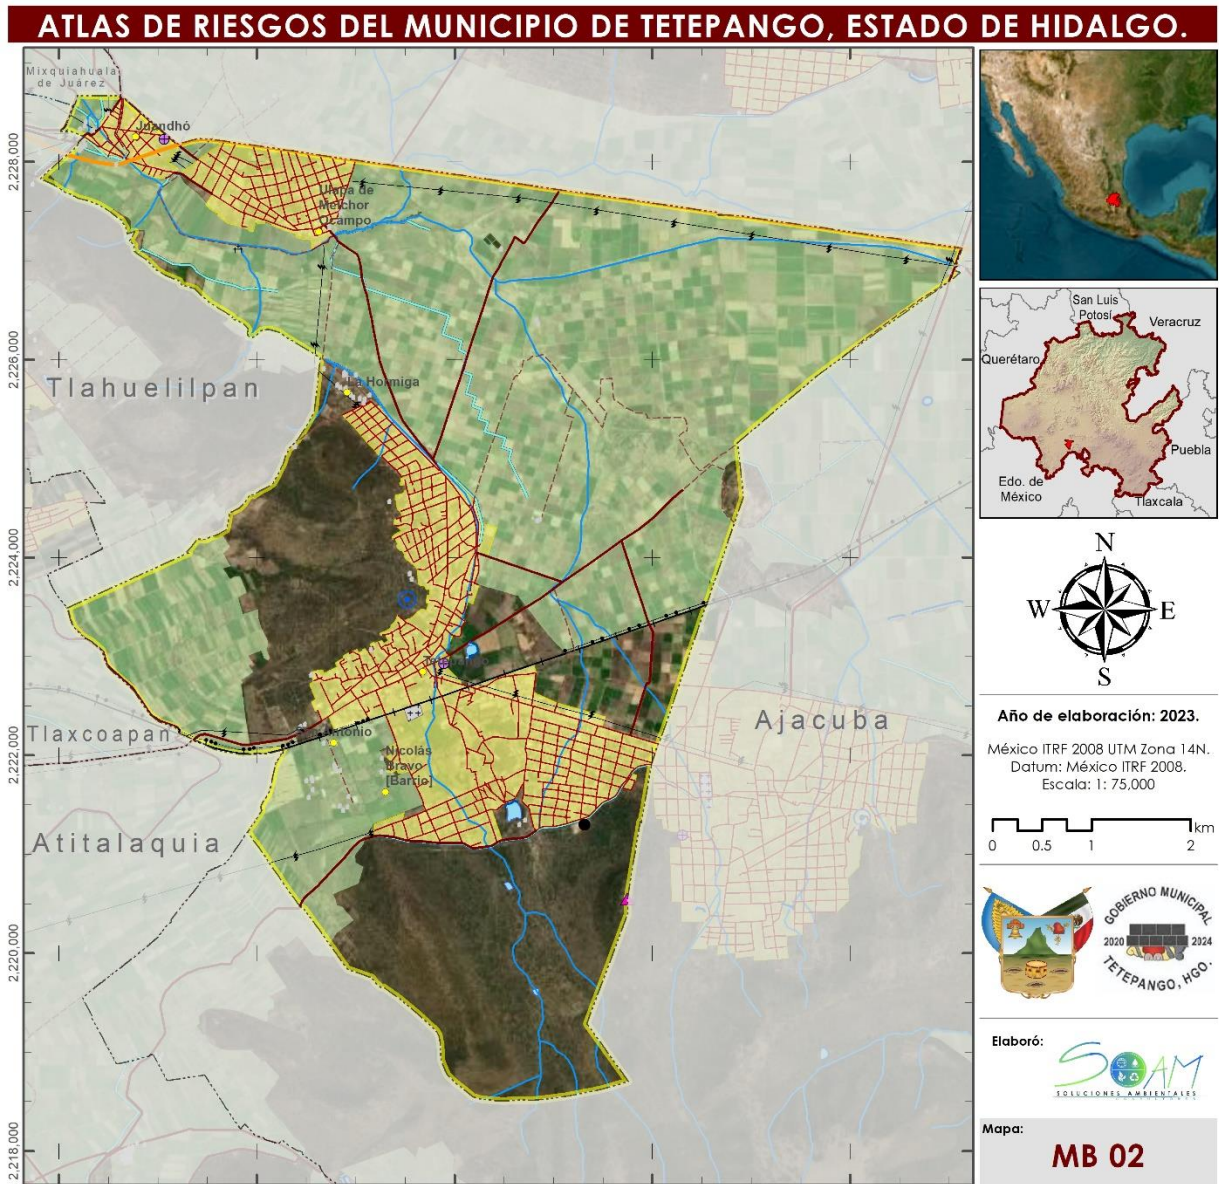 ATLAS DE RIESGOS DEL MUNICIPIO DE TETEPANGO, ESTADO DE HIDALGO.
Mixquiahuala
de Juárez
Juandhó
2,228,000
Ulapa de
Melchor
Ocampo
2,226,000
La Hormiga
Tlahuelilpan
2,224,000
Ajacuba
Tlaxcoapan
2,222,000
Nicolás
Bravo
[Barrio]
Atitalaquia
2,220,000
2,218,000
San Luis
Potosí
Veracruz
Querétaro
Puebla
Edo. de
México
Tlaxcala
N
W
E
S
Año de elaboración: 2023.
México ITRF 2008 UTM Zona 14N.
Datum: México ITRF 2008.
Escala: 1: 75,000
km
0 0.5 1 2
GOBIERNO MUNICIPAL
2020 2024
TETEPANGO, HGO.
Elaboró:
SOAM
SOLUCIONES AMBIENTALES
Mapa:
MB 02